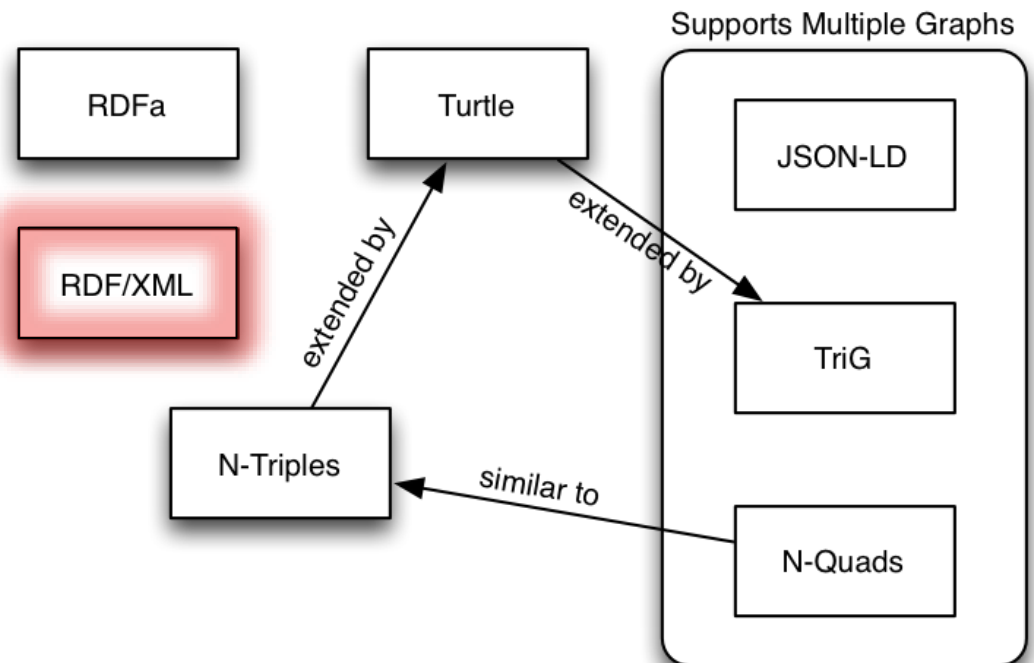 Supports Multiple Graphs
RDFa
Turtle
JSON-LD
extended by
RDF/XML
extended by
TriG
N-Triples
similar to
N-Quads